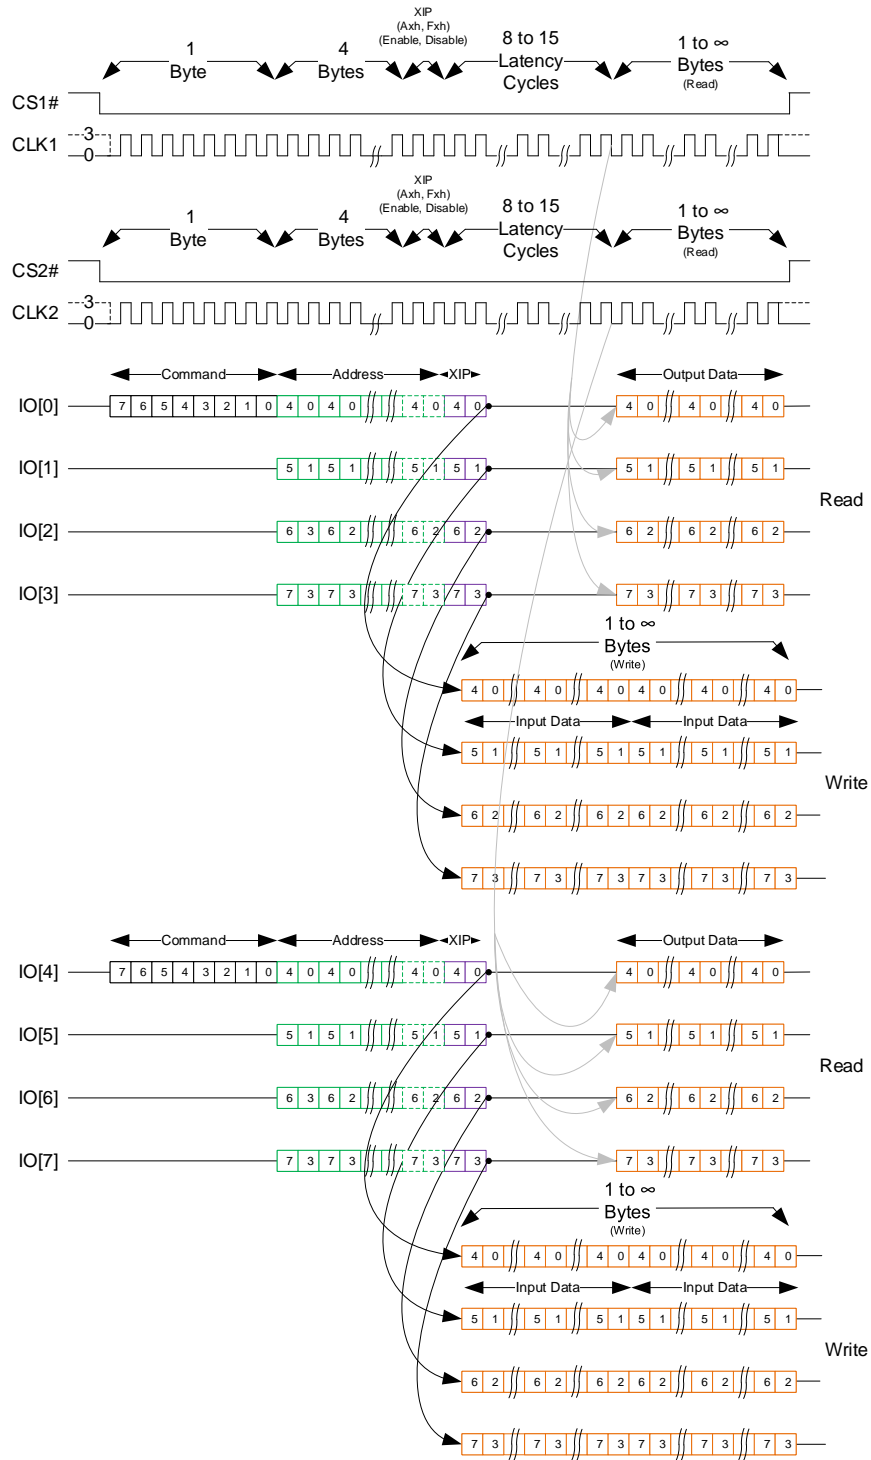 XIP
(Axh, Fxh)
(Enable, Disable)
1
Byte
4
Bytes
8 to 15
Latency
Cycles
1 to ∞
Bytes
(Read)
CS1#
CLK1
3
0
XIP
(Axh, Fxh)
(Enable, Disable)
1
Byte
4
Bytes
8 to 15
Latency
Cycles
1 to ∞
Bytes
(Read)
CS2#
CLK2
3
0
Command Address XIP Output Data
IO[0] 7 6 5 4 3 2 1 0 4 0 4 0 4 0 4 0 4 0 4 0 4 0
IO[1] 5 1 5 1 5 1 5 1 5 1 5 1 5 1
Read
IO[2] 6 3 6 2 6 2 6 2 6 2 6 2 6 2
IO[3] 7 3 7 3 7 3 7 3 7 3 7 3 7 3
1 to ∞
Bytes
(Write)
4 0 4 0 4 0 4 0 4 0 4 0
Input Data Input Data
5 1 5 1 5 1 5 1 5 1 5 1
Write
6 2 6 2 6 2 6 2 6 2 6 2
7 3 7 3 7 3 7 3 7 3 7 3
Command Address XIP Output Data
IO[4] 7 6 5 4 3 2 1 0 4 0 4 0 4 0 4 0 4 0 4 0 4 0
IO[5] 5 1 5 1 5 1 5 1 5 1 5 1 5 1
Read
IO[6] 6 3 6 2 6 2 6 2 6 2 6 2 6 2
IO[7] 7 3 7 3 7 3 7 3 7 3 7 3 7 3
1 to ∞
Bytes
(Write)
4 0 4 0 4 0 4 0 4 0 4 0
Input Data Input Data
5 1 5 1 5 1 5 1 5 1 5 1
Write
6 2 6 2 6 2 6 2 6 2 6 2
7 3 7 3 7 3 7 3 7 3 7 3